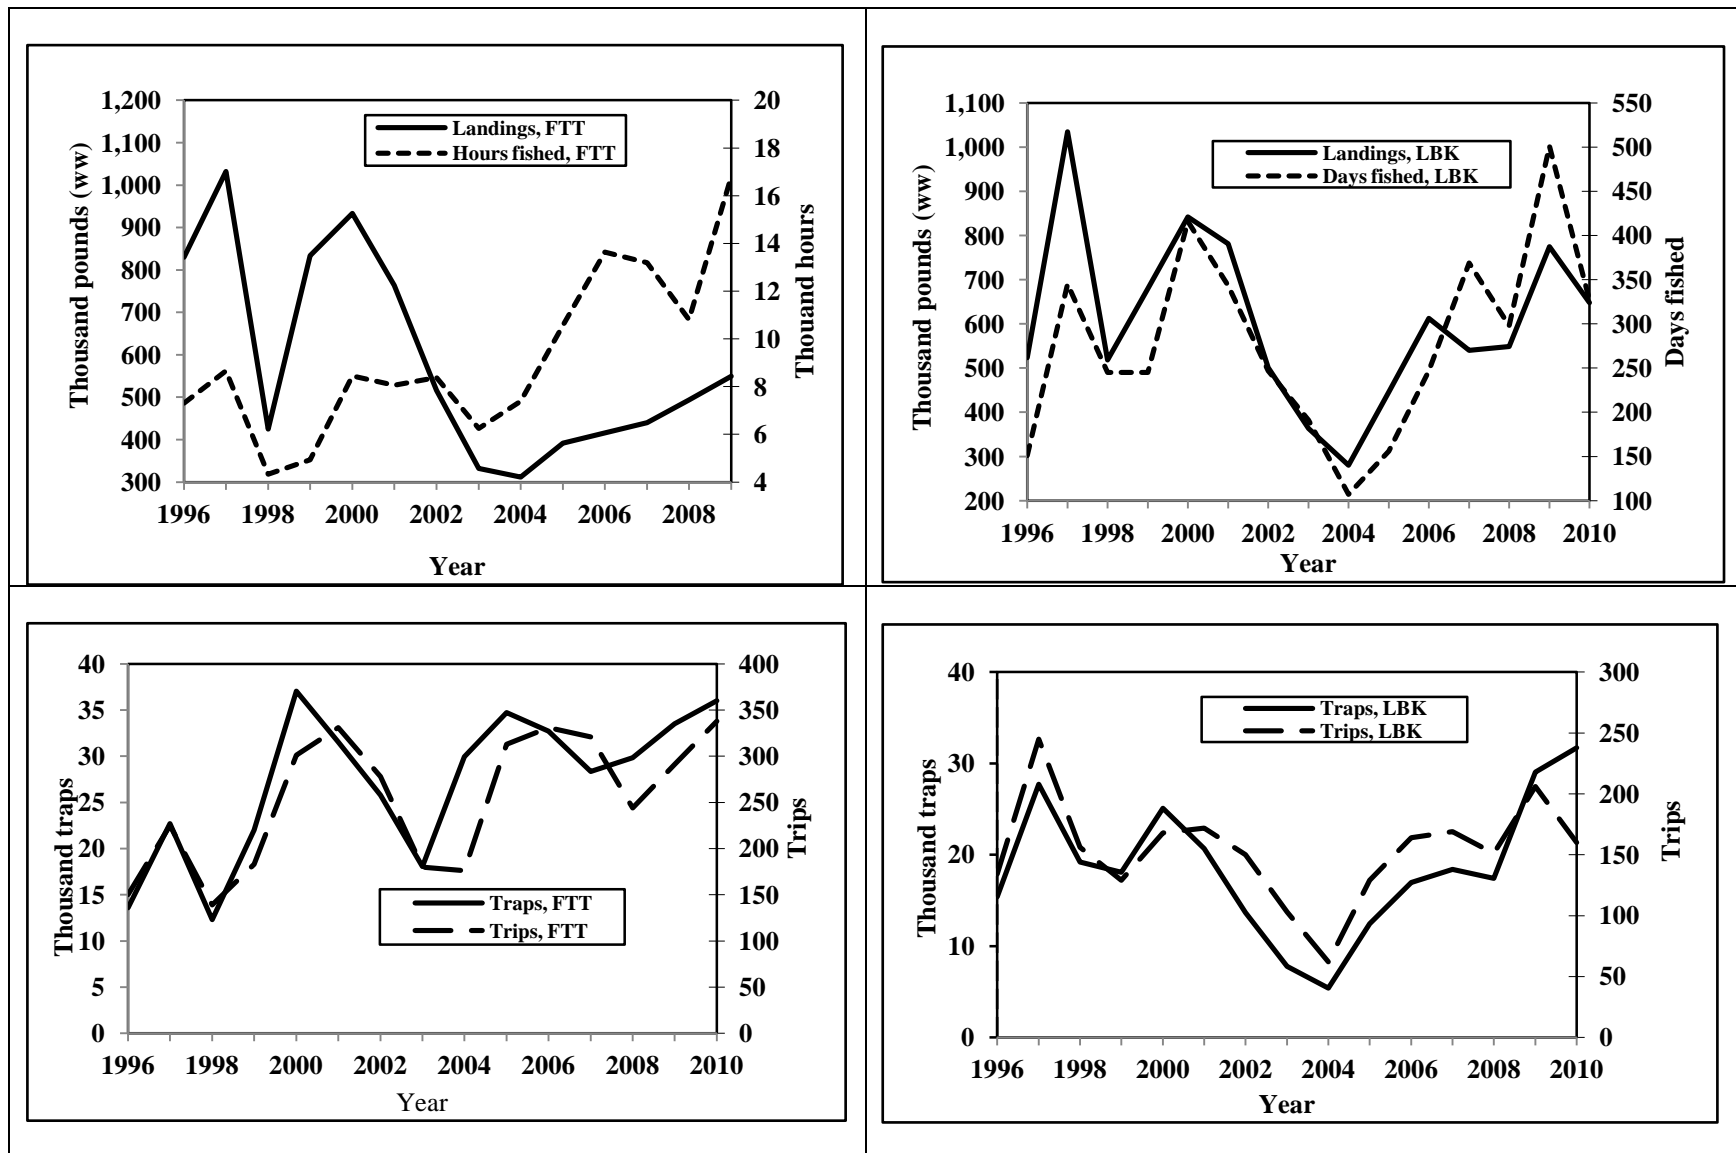 1,200
1,100
1,000
900
800
700
600
500
400
300
Thousand pounds (ww)
Landings, FTT
Hours fished, FTT
20
18
16
14
12
10
8
6
4
Thouand hours
1996 1998 2000 2002 2004 2006 2008
Year
1,100
1,000
900
800
700
600
500
400
300
200
Thousand pounds (ww)
Landings, LBK
Days fished, LBK
550
500
450
400
350
300
250
200
150
100
Days fished
1996 1998 2000 2002 2004 2006 2008 2010
Year
40
35
30
25
20
15
10
5
0
Thousand traps
Traps, FTT
Trips, FTT
400
350
300
250
200
150
100
50
0
Trips
1996 1998 2000 2002 2004 2006 2008 2010
Year
40
30
20
10
0
Thousand traps
Traps, LBK
Trips, LBK
300
250
200
150
100
50
0
Trips
1996 1998 2000 2002 2004 2006 2008 2010
Year